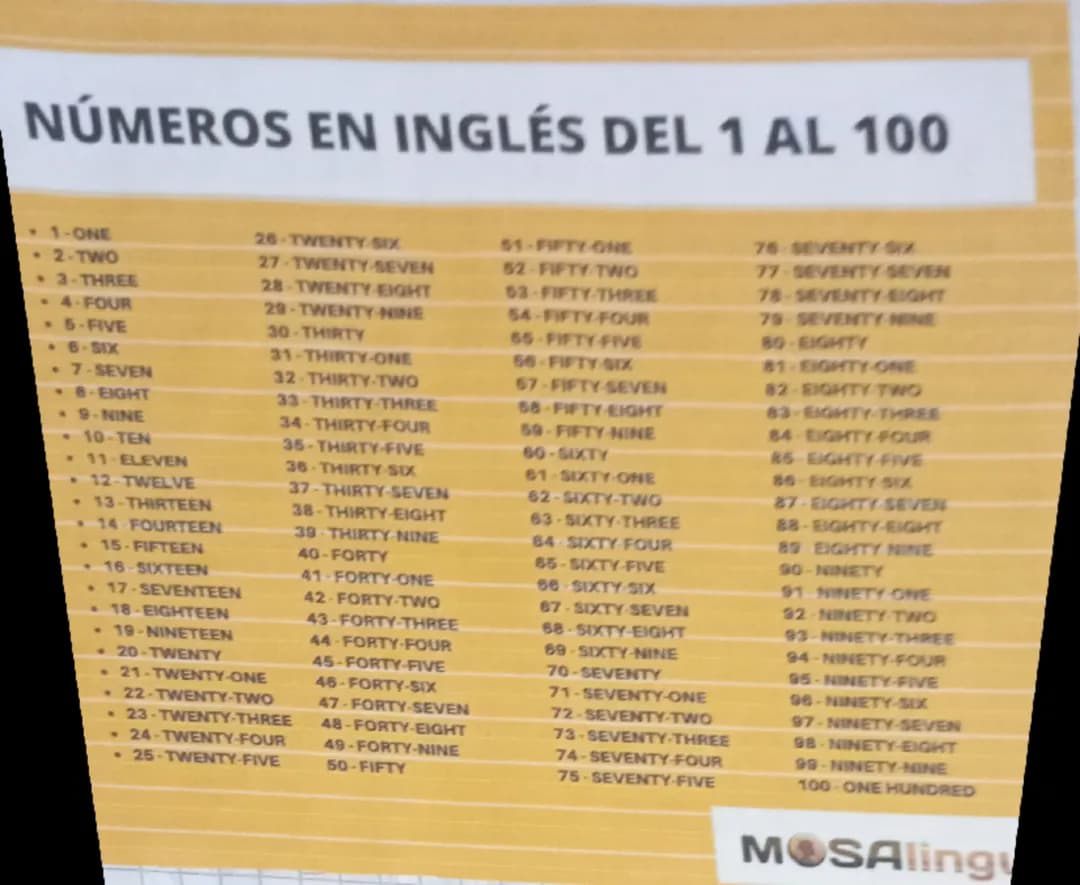 NÚMEROS EN INGLÉS DEL 1 AL 100
• 1-ONE
• 2-TWO
• 3-THREE
• 4-FOUR
• 5-FIVE
• 6-SIX
• 7-SEVEN
• 8-EIGHT
• 9-NINE
• 10-TEN
• 11-ELEVEN
• 12-TWELVE
• 13-THIRTEEN
• 14 FOURTEEN
• 15-FIFTEEN
• 16-SIXTEEN
• 17-SEVENTEEN
• 18-EIGHTEEN
• 19-NINETEEN
• 20-TWENTY
• 21-TWENTY-ONE
• 22-TWENTY-TWO
• 23-TWENTY-THREE
• 24-TWENTY-FOUR
• 25-TWENTY-FIVE
26-TWENTY-SIX
27-TWENTY-SEVEN
28-TWENTY-EIGHT
29-TWENTY-NINE
30-THIRTY
31-THIRTY-ONE
32-THIRTY-TWO
33-THIRTY-THREE
34-THIRTY-FOUR
35-THIRTY-FIVE
36-THIRTY-SIX
37-THIRTY-SEVEN
38-THIRTY-EIGHT
39-THIRTY-NINE
40-FORTY
41-FORTY-ONE
42-FORTY-TWO
43-FORTY-THREE
44-FORTY-FOUR
45-FORTY-FIVE
46-FORTY-SIX
47-FORTY-SEVEN
48-FORTY-EIGHT
49-FORTY-NINE
50-FIFTY
51-FIFTY-ONE
52-FIFTY-TWO
53-FIFTY-THREE
54-FIFTY-FOUR
55-FIFTY-FIVE
56-FIFTY-SIX
57-FIFTY-SEVEN
58-FIFTY-EIGHT
59-FIFTY-NINE
60-SIXTY
61-SIXTY-ONE
62-SIXTY-TWO
63-SIXTY-THREE
64-SIXTY-FOUR
65-SIXTY-FIVE
66-SIXTY-SIX
67-SIXTY-SEVEN
68-SIXTY-EIGHT
69-SIXTY-NINE
70-SEVENTY
71-SEVENTY-ONE
72-SEVENTY-TWO
73-SEVENTY-THREE
74-SEVENTY-FOUR
75-SEVENTY-FIVE
76-SEVENTY-SIX
77-SEVENTY-SEVEN
78-SEVENTY-EIGHT
79-SEVENTY-NINE
80-EIGHTY
81-EIGHTY-ONE
82-EIGHTY-TWO
83-EIGHTY-THREE
84-EIGHTY-FOUR
85-EIGHTY-FIVE
86-EIGHTY-SIX
87-EIGHTY-SEVEN
88-EIGHTY-EIGHT
89-EIGHTY-NINE
90-NINETY
91-NINETY-ONE
92-NINETY-TWO
93-NINETY-THREE
94-NINETY-FOUR
95-NINETY-FIVE
96-NINETY-SIX
97-NINETY-SEVEN
98-NINETY-EIGHT
99-NINETY-NINE
100-ONE HUNDRED
MOSAlingu